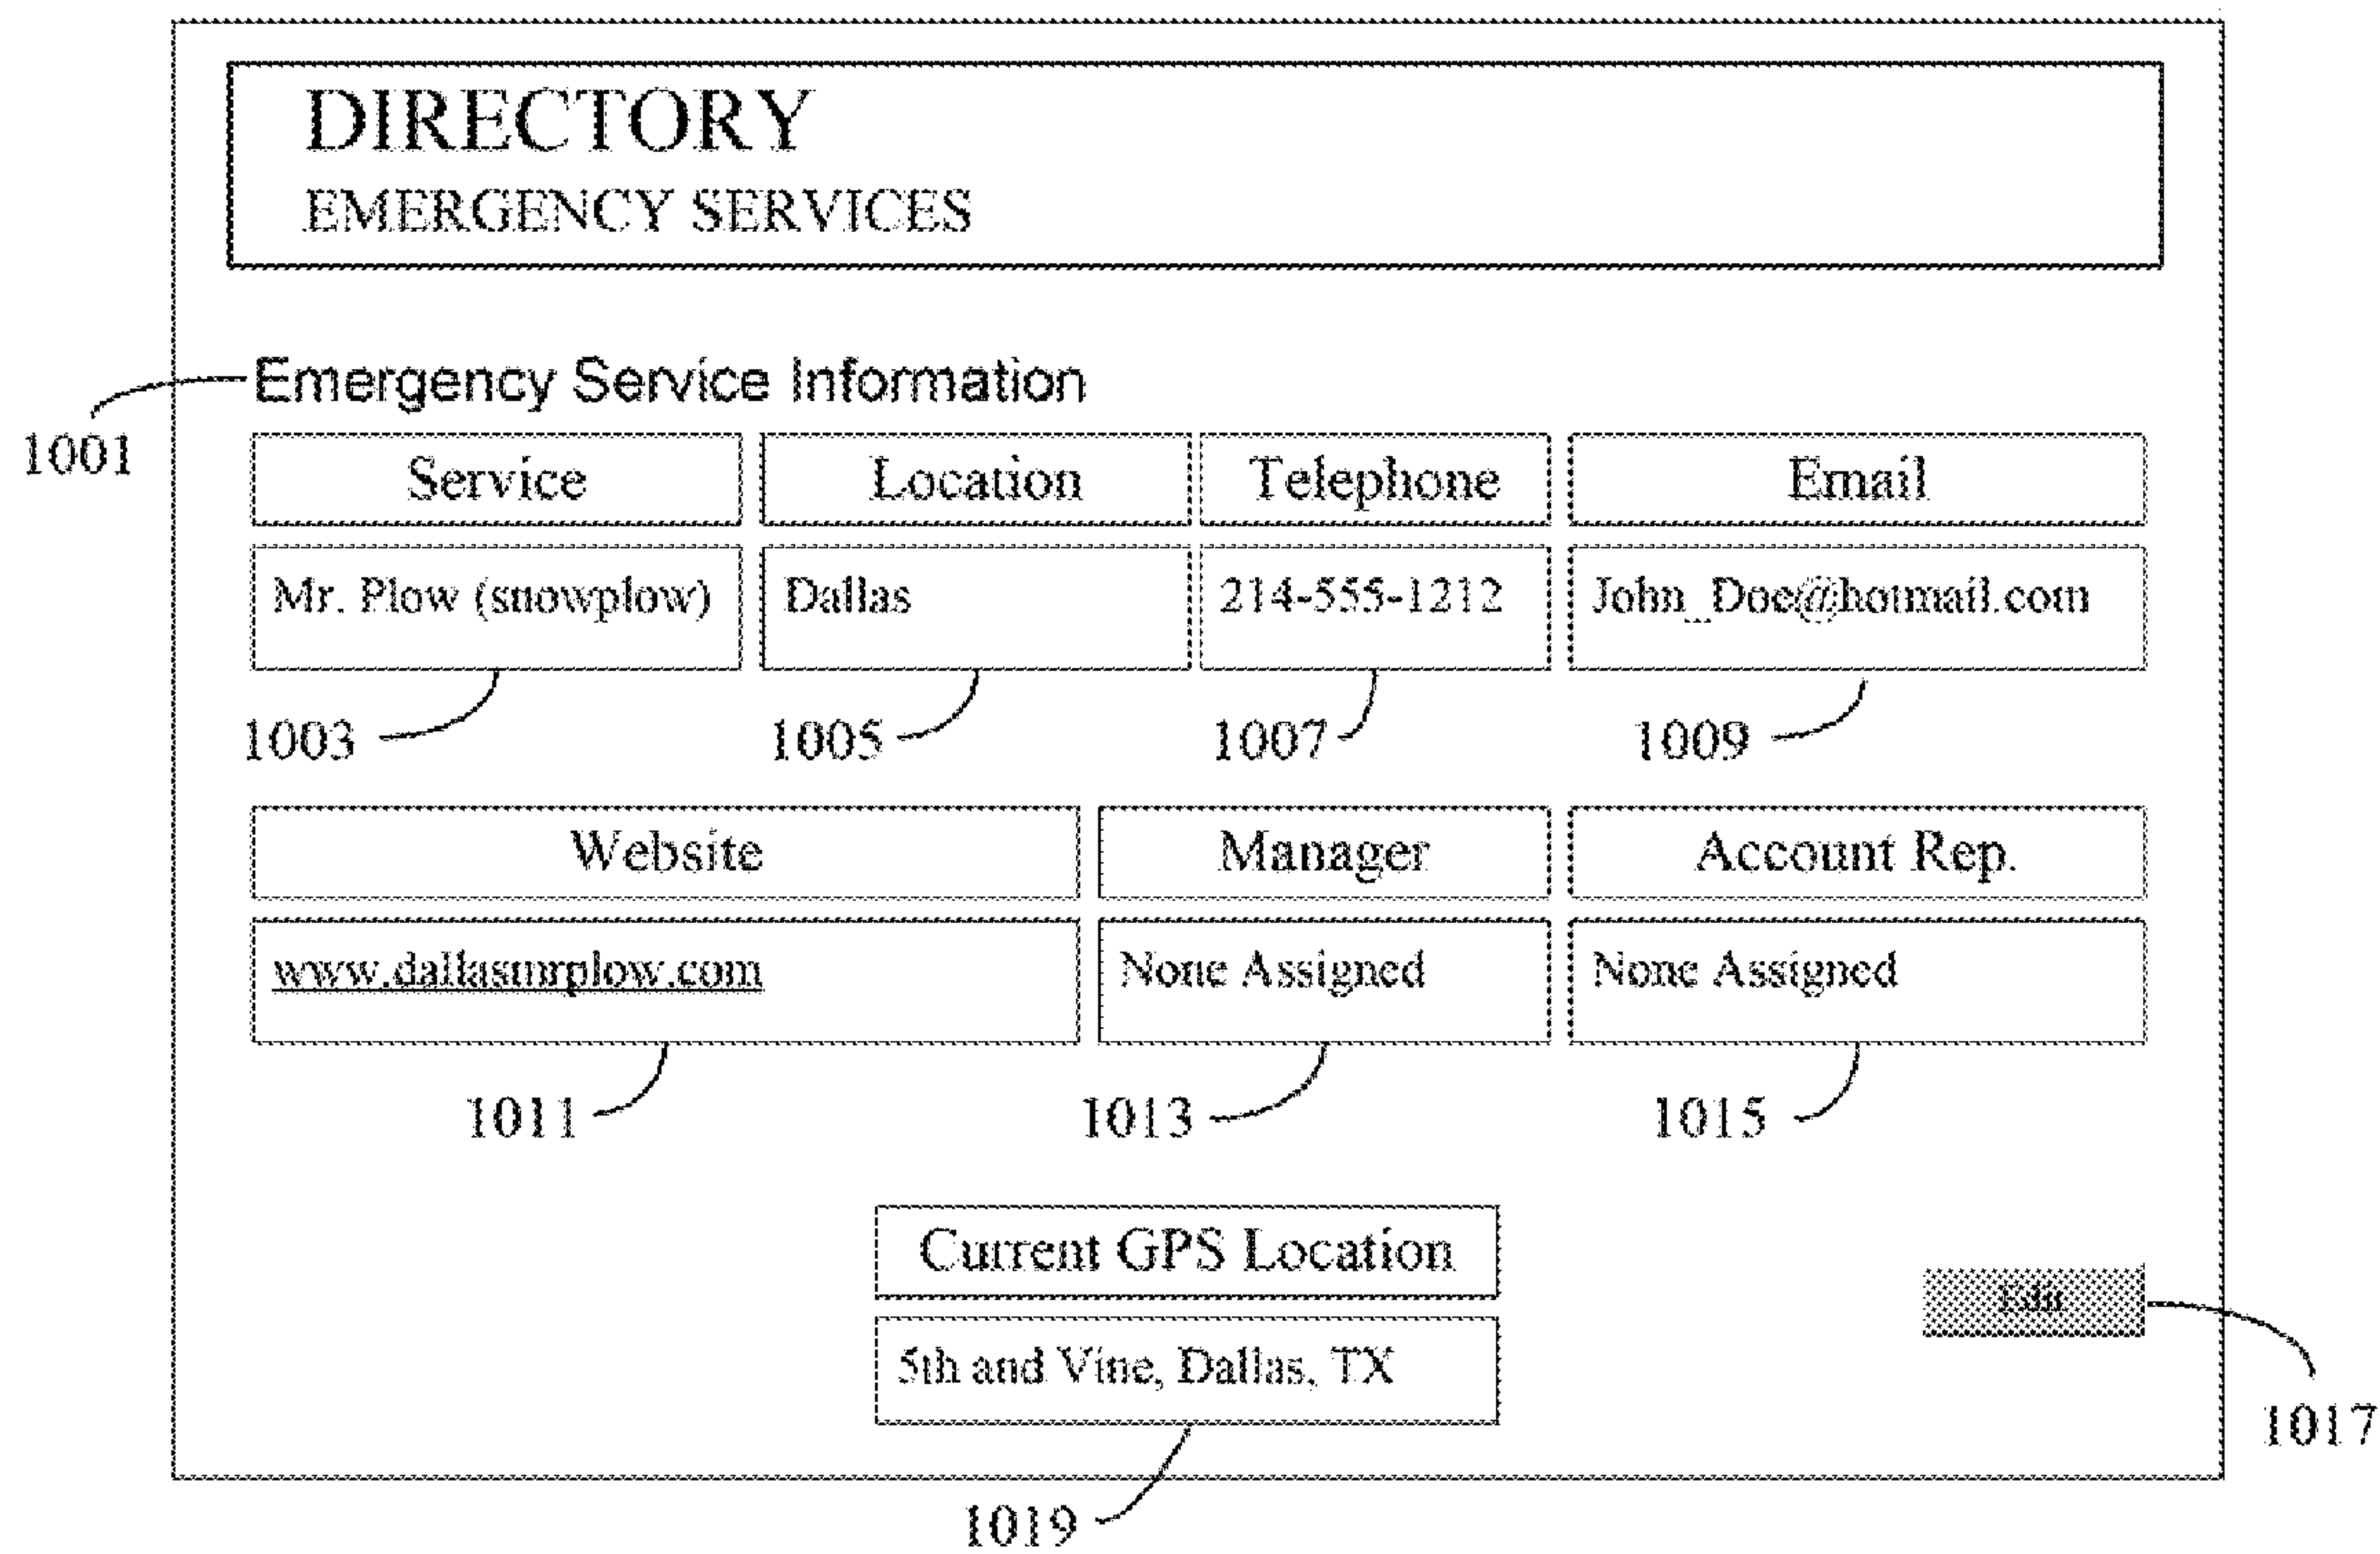 DIRECTORY
EMERGENCY SERVICES
Emergency Service Information
1001
Service Location Telephone Email
Mr. Plow (snowplow) Dallas 214-555-1212 John_Doe@hotmail.com
1003 1005 1007 1009
Website Manager Account Rep.
www.dallasmrplow.com None Assigned None Assigned
1011 1013 1015
Current GPS Location
Edit
5th and Vine, Dallas, TX
1017
1019